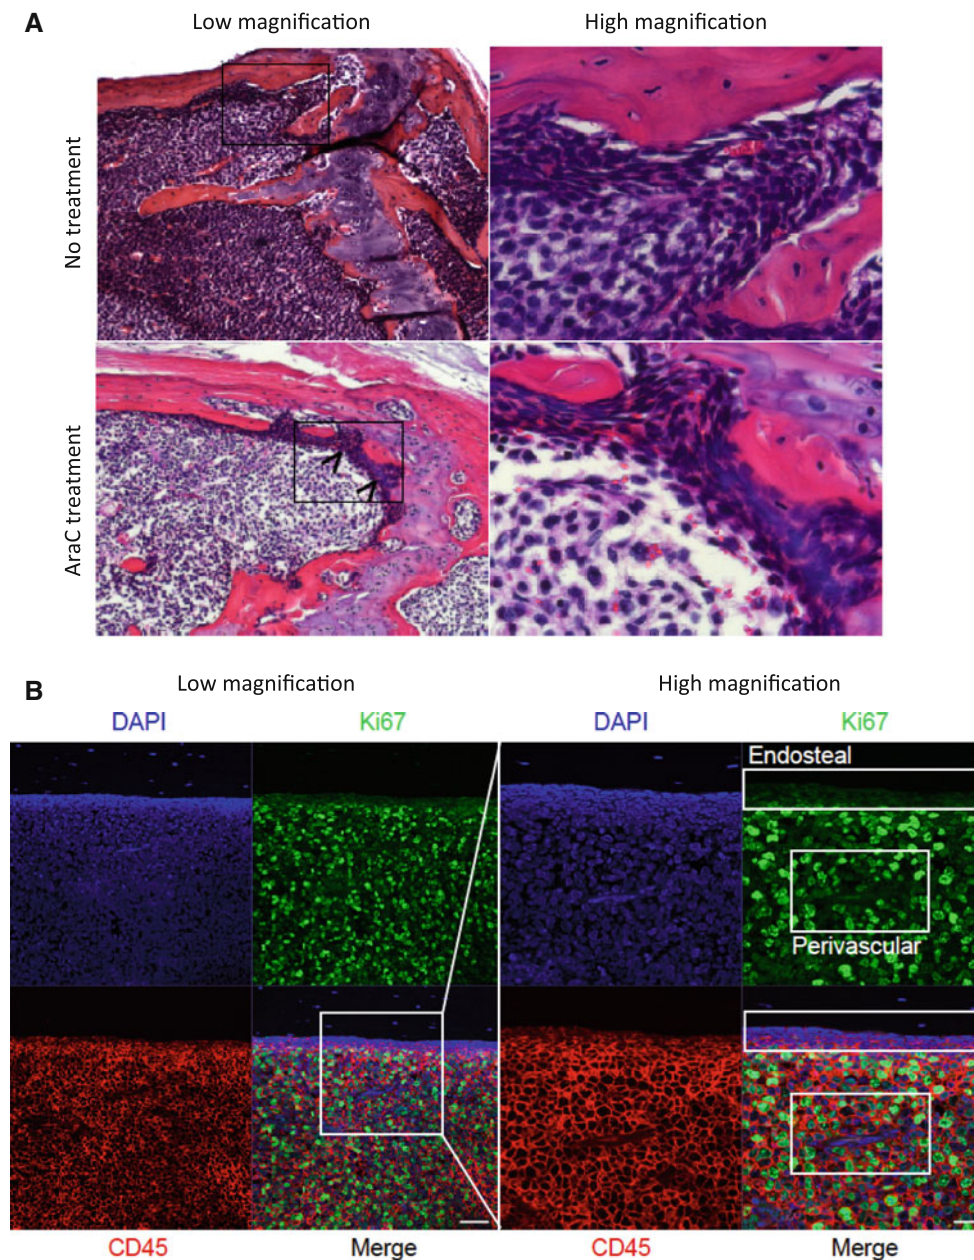 A
Low magnification
High magnification
No treatment
AraC treatment
B
Low magnification
High magnification
DAPI
Ki67
DAPI
Ki67
Endosteal
Perivascular
CD45
Merge
CD45
Merge